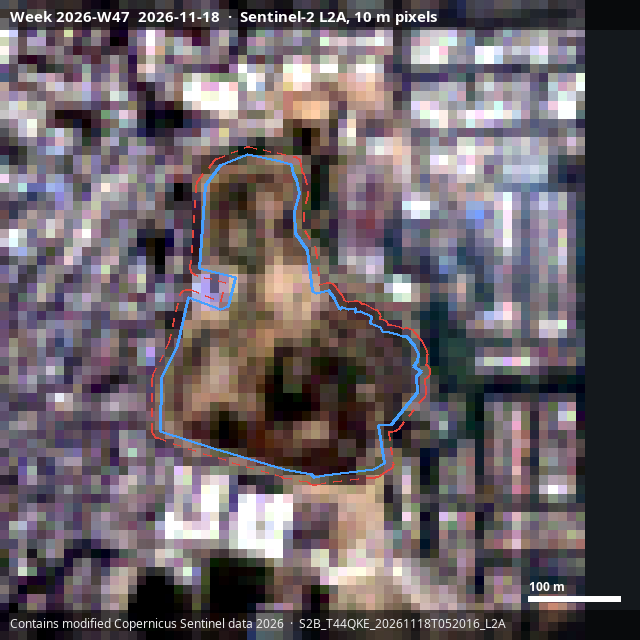 Week 2026-W47  2026-11-18  ·  Sentinel-2 L2A, 10 m pixels
100 m
Contains modified Copernicus Sentinel data 2026  ·  S2B_T44QKE_20261118T052016_L2A